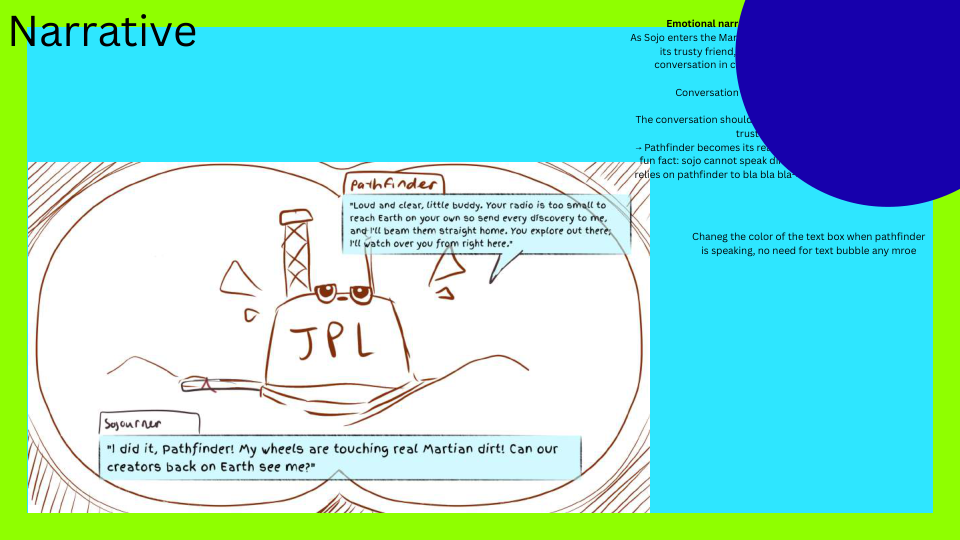 Narrative
Emotional narr
As Sojo enters the Mar
its trusty friend,
conversation in c
Conversation
The conversation should
trust
→ Pathfinder becomes its
fun fact: sojo cannot speak
relies on pathfinder to bla bla bla
Pathfinder
"Loud and clear, little buddy. Your radio is too small to
reach Earth on your own so send every discovery to me,
and I'll beam them straight home. You explore out there;
I'll watch over you from right here."
Chaneg the color of the text box when pathfinder
is speaking, no need for text bubble any mroe
JPL
Sojourner
"I did it, Pathfinder! My wheels are touching real Martian dirt! Can our
creators back on Earth see me?"